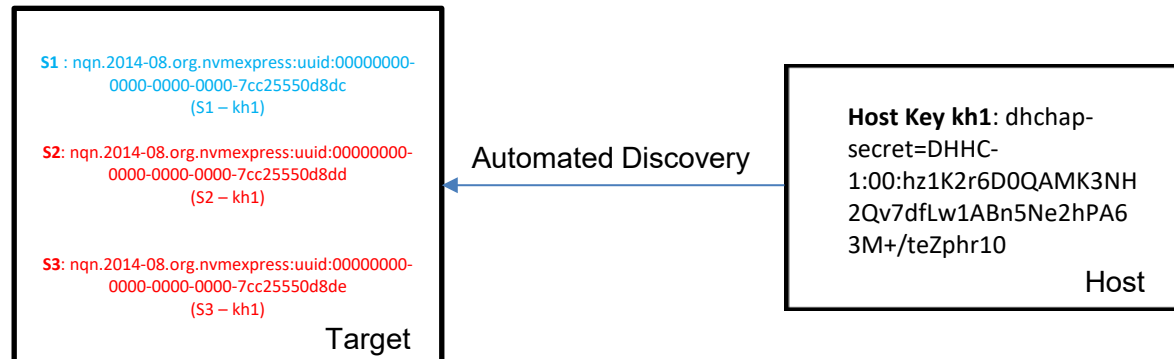 S1 : nqn.2014-08.org.nvmexpress:uuid:00000000-
0000-0000-0000-7cc25550d8dc
(S1 – kh1)
S2: nqn.2014-08.org.nvmexpress:uuid:00000000-
0000-0000-0000-7cc25550d8dd
(S2 – kh1)
S3: nqn.2014-08.org.nvmexpress:uuid:00000000-
0000-0000-0000-7cc25550d8de
(S3 – kh1)
Target
Automated Discovery
Host Key kh1: dhchap-
secret=DHHC-
1:00:hz1K2r6D0QAMK3NH
2Qv7dfLw1ABn5Ne2hPA6
3M+/teZphr10
Host